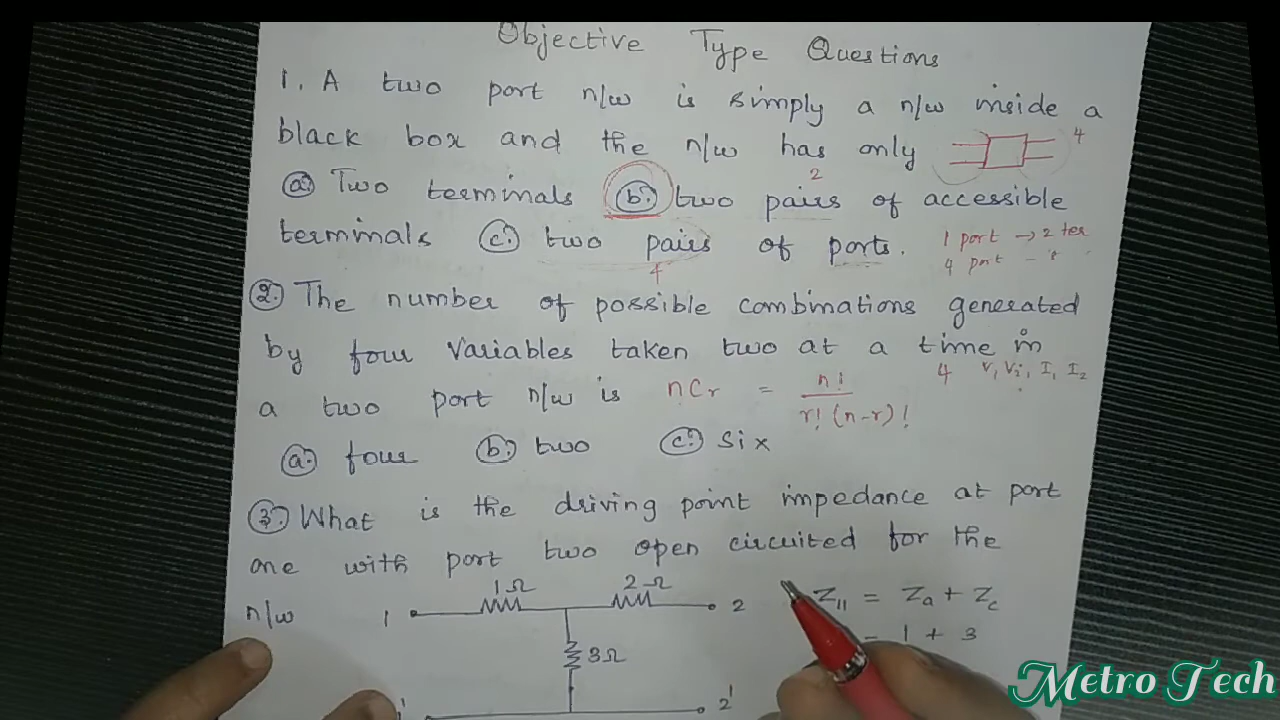 Objective Type Questions
1. A two port n/w is simply a n/w inside a
black box and the n/w has only
4
(a.) Two terminals (b.) two pairs of accessible
2
terminals (c.) two pairs of ports.
4
1 port → 2 ter
4 port -
(2.) The number of possible combinations generated
by four variables taken two at a time in
4 V1, V2, I1, I2
a two port n/w is nCr = n! / r! (n-r)!
(a.) four (b.) two (c.) six
(3.) What is the driving point impedance at port
one with port two open circuited for the
n/w
1Ω 2Ω
1 2
3Ω
1' 2'
Z11 = Za + Zc
= 1 + 3
Metro Tech